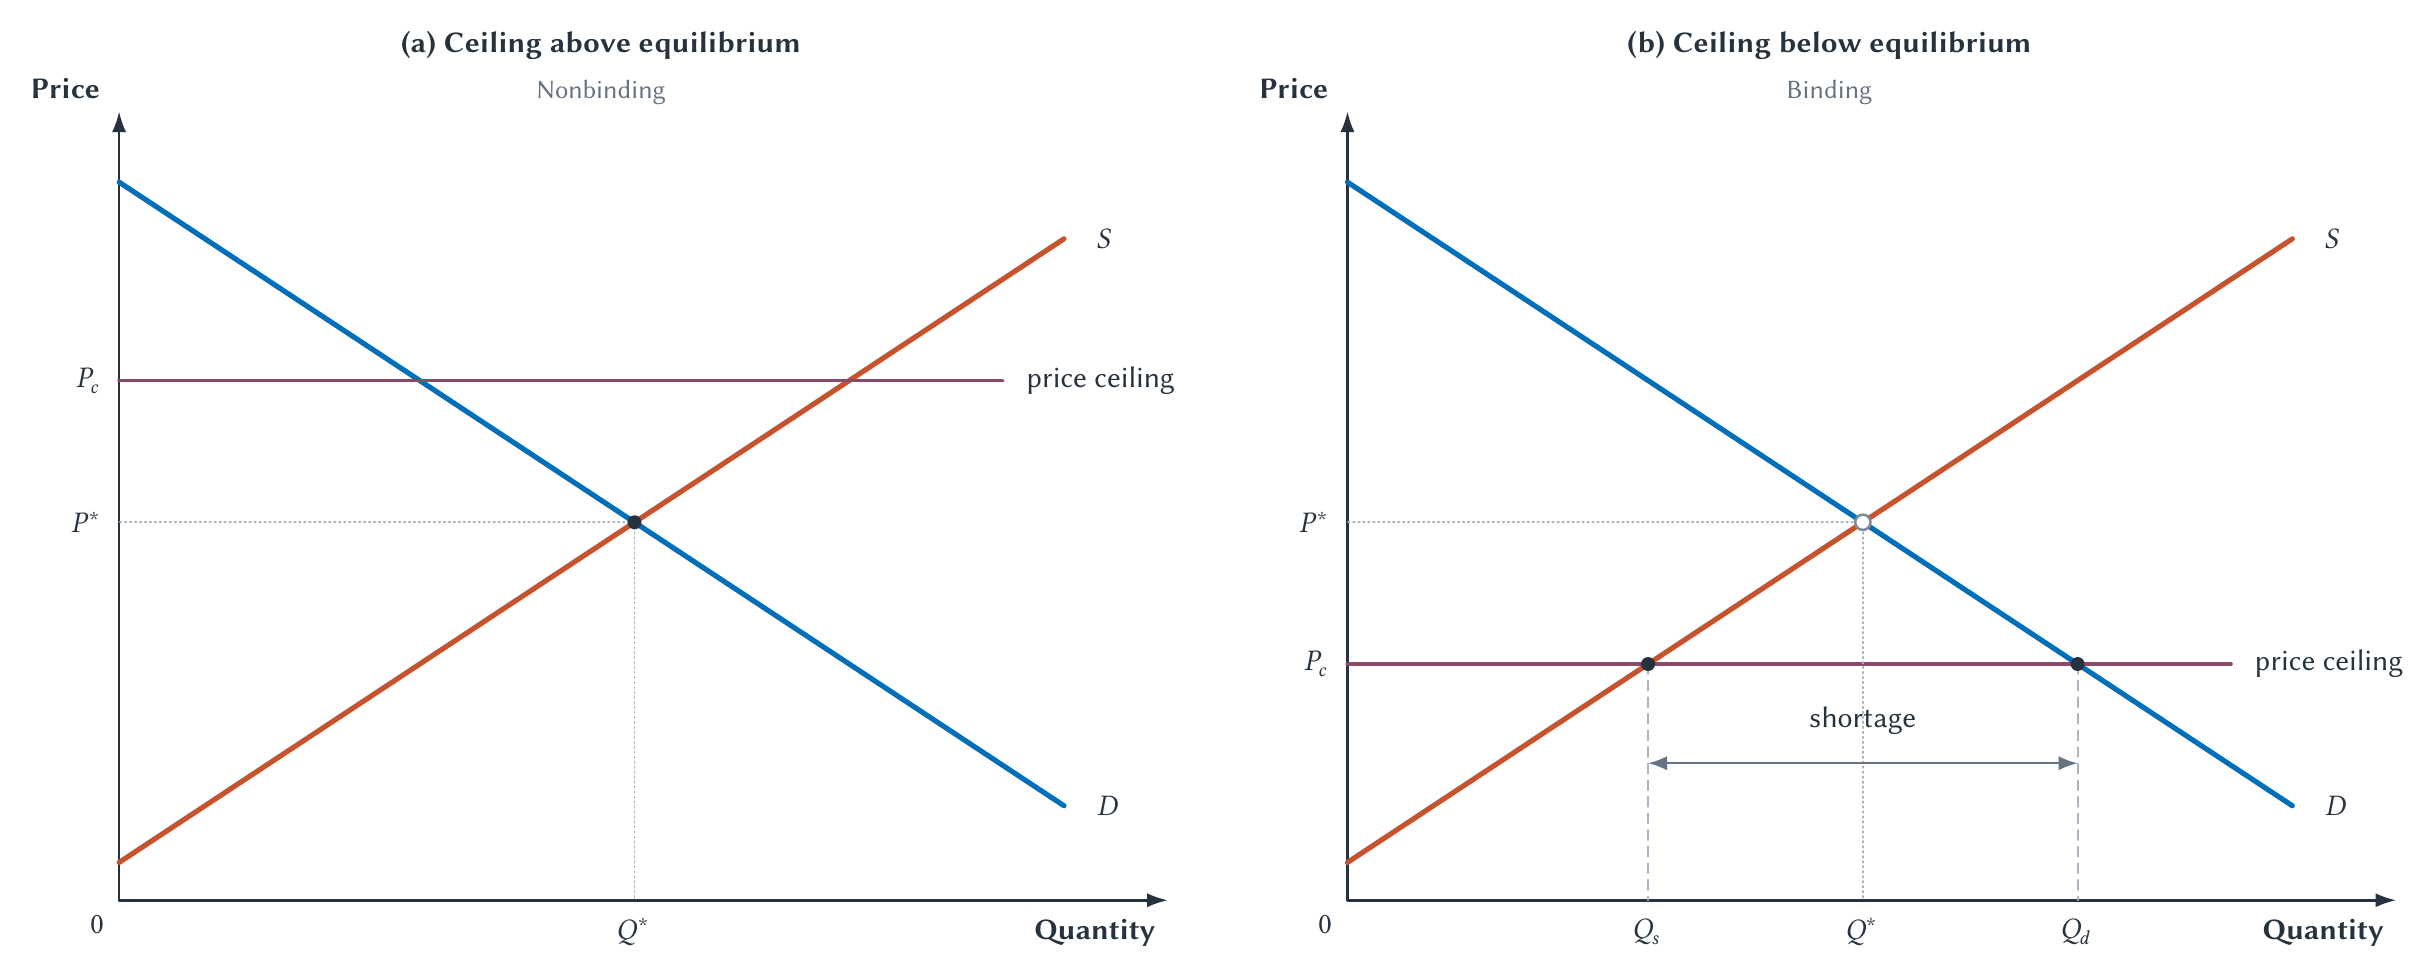 (a) Ceiling above equilibrium
Nonbinding
Price
S
P_c
price ceiling
P*
D
0
Q*
Quantity
(b) Ceiling below equilibrium
Binding
Price
S
P*
P_c
price ceiling
shortage
D
0
Q_s
Q*
Q_d
Quantity